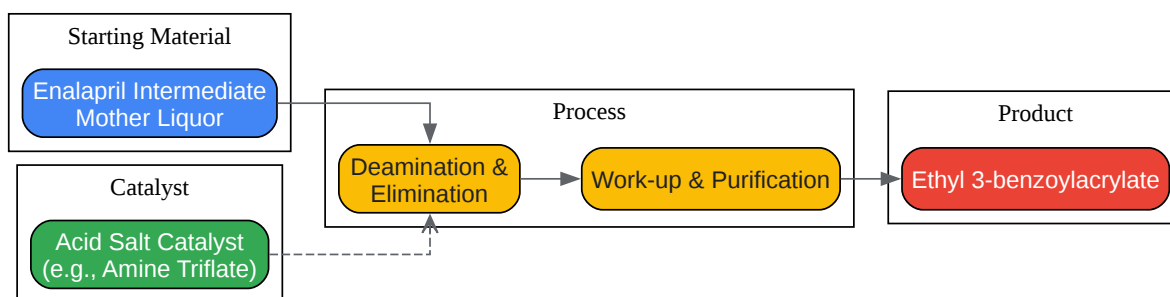 Starting Material
Enalapril Intermediate
Mother Liquor
Catalyst
Acid Salt Catalyst
(e.g., Amine Triflate)
Process
Deamination &
Elimination
Work-up & Purification
Product
Ethyl 3-benzoylacrylate